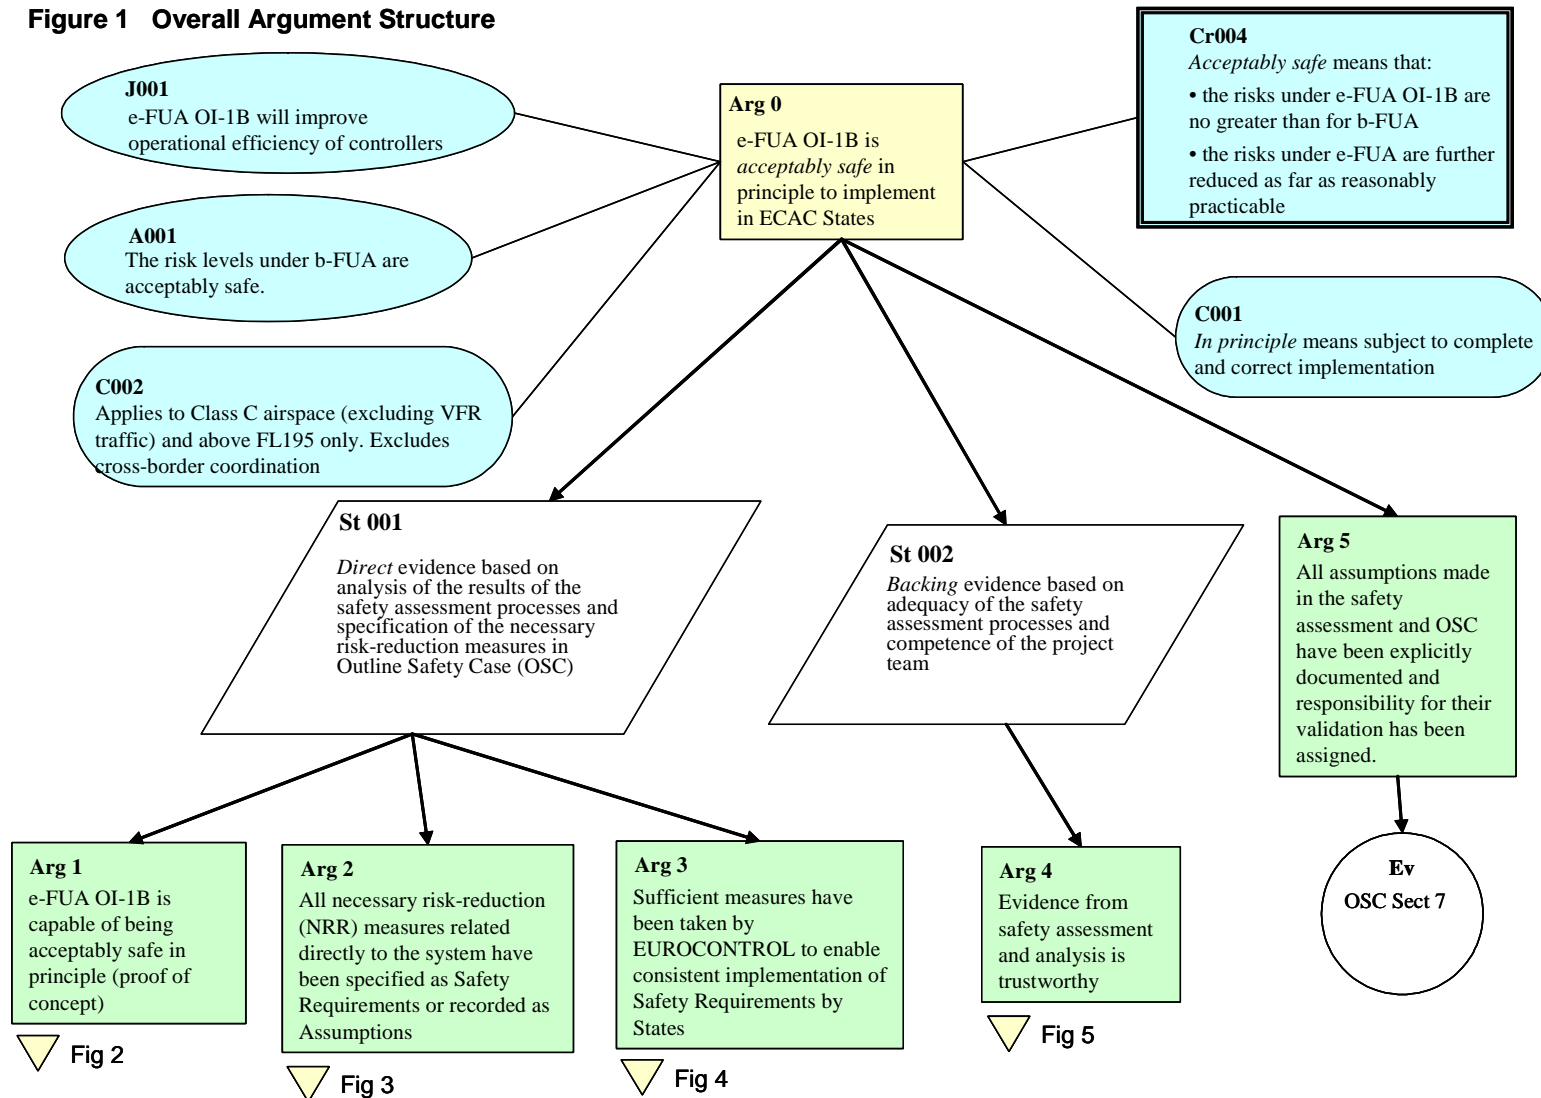 Figure 1   Overall Argument Structure
J001
e-FUA OI-1B will improve
operational efficiency of controllers
A001
The risk levels under b-FUA are
acceptably safe.
C002
Applies to Class C airspace (excluding VFR
traffic) and above FL195 only. Excludes
cross-border coordination
Arg 0
e-FUA OI-1B is
acceptably safe in
principle to implement
in ECAC States
Cr004
Acceptably safe means that:
• the risks under e-FUA OI-1B are
no greater than for b-FUA
• the risks under e-FUA are further
reduced as far as reasonably
practicable
C001
In principle means subject to complete
and correct implementation
St 001
Direct evidence based on
analysis of the results of the
safety assessment processes and
specification of the necessary
risk-reduction measures in
Outline Safety Case (OSC)
St 002
Backing evidence based on
adequacy of the safety
assessment processes and
competence of the project
team
Arg 5
All assumptions made
in the safety
assessment and OSC
have been explicitly
documented and
responsibility for their
validation has been
assigned.
Arg 1
e-FUA OI-1B is
capable of being
acceptably safe in
principle (proof of
concept)
Fig 2
Arg 2
All necessary risk-reduction
(NRR) measures related
directly to the system have
been specified as Safety
Requirements or recorded as
Assumptions
Fig 3
Arg 3
Sufficient measures have
been taken by
EUROCONTROL to enable
consistent implementation of
Safety Requirements by
States
Fig 4
Arg 4
Evidence from
safety assessment
and analysis is
trustworthy
Fig 5
Ev
OSC Sect 7